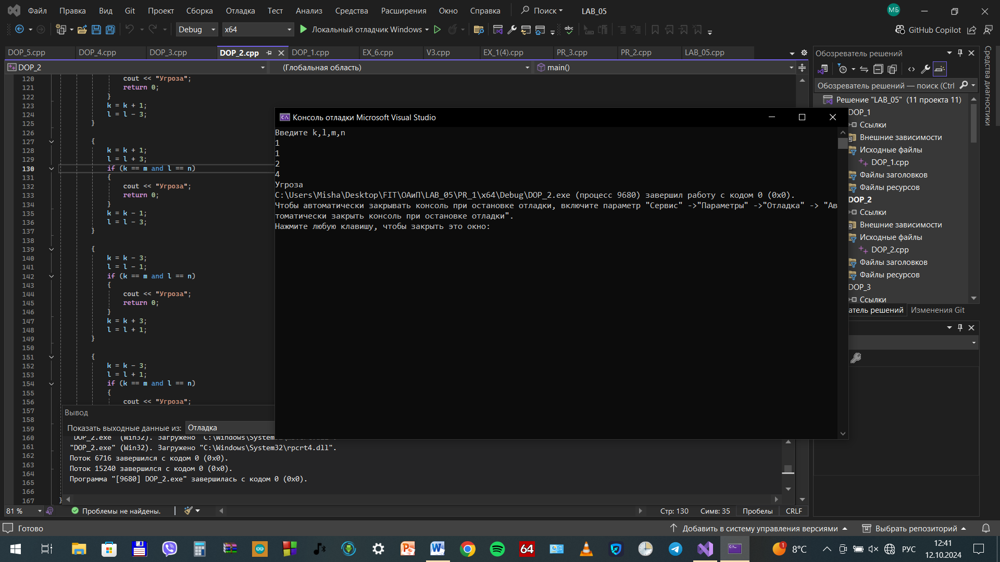 Файл Правка Вид Git Проект Сборка Отладка Тест Анализ Средства Расширения Окно Справка Поиск LAB_05 МБ
Debug x64 Локальный отладчик Windows abc GitHub Copilot
DOP_5.cpp DOP_4.cpp DOP_3.cpp DOP_2.cpp DOP_1.cpp EX_6.cpp V3.cpp EX_1(4).cpp PR_3.cpp PR_2.cpp LAB_05.cpp
DOP_2 (Глобальная область) main()
120 cout << "Угроза";
121 return 0;
122 }
123 k = k + 1;
124 l = l - 3;
125 }
126
127 {
128 k = k + 1;
129 l = l + 3;
130 if (k == m and l == n)
131 {
132 cout << "Угроза";
133 return 0;
134 }
135 k = k - 1;
136 l = l - 3;
137 }
138
139 {
140 k = k - 3;
141 l = l - 1;
142 if (k == m and l == n)
143 {
144 cout << "Угроза";
145 return 0;
146 }
147 k = k + 3;
148 l = l + 1;
149 }
150
151 {
152 k = k - 3;
153 l = l + 1;
154 if (k == m and l == n)
155 {
156 cout << "Угроза";
157
158
159
160
161
162
163
164
165
166
167 }
Консоль отладки Microsoft Visual Studio
Введите k,l,m,n
1
1
2
4
Угроза
C:\Users\Misha\Desktop\FIT\ОАиП\LAB_05\PR_1\x64\Debug\DOP_2.exe (процесс 9680) завершил работу с кодом 0 (0x0).
Чтобы автоматически закрывать консоль при остановке отладки, включите параметр "Сервис" ->"Параметры" ->"Отладка" -> "Ав
томатически закрыть консоль при остановке отладки".
Нажмите любую клавишу, чтобы закрыть это окно:
Вывод
Показать выходные данные из: Отладка
"DOP_2.exe" (Win32). Загружено "C:\Windows\System32\
"DOP_2.exe" (Win32). Загружено "C:\Windows\System32\rpcrt4.dll".
Поток 6716 завершился с кодом 0 (0x0).
Поток 15240 завершился с кодом 0 (0x0).
Программа "[9680] DOP_2.exe" завершилась с кодом 0 (0x0).
81 % Проблемы не найдены. Стр: 130 Симв: 35 Пробелы CRLF
Обозреватель решений
Обозреватель решений — поиск (Ctrl
Решение "LAB_05" (11 проекта 11)
DOP_1
Ссылки
Внешние зависимости
Исходные файлы
DOP_1.cpp
Файлы заголовков
Файлы ресурсов
DOP_2
Ссылки
Внешние зависимости
Исходные файлы
DOP_2.cpp
Файлы заголовков
Файлы ресурсов
DOP_3
Ссылки
атель решений Изменения Git
Средства диагностики
Готово Добавить в систему управления версиями Выбрать репозиторий
64 1 8°C РУС 12:41
12.10.2024